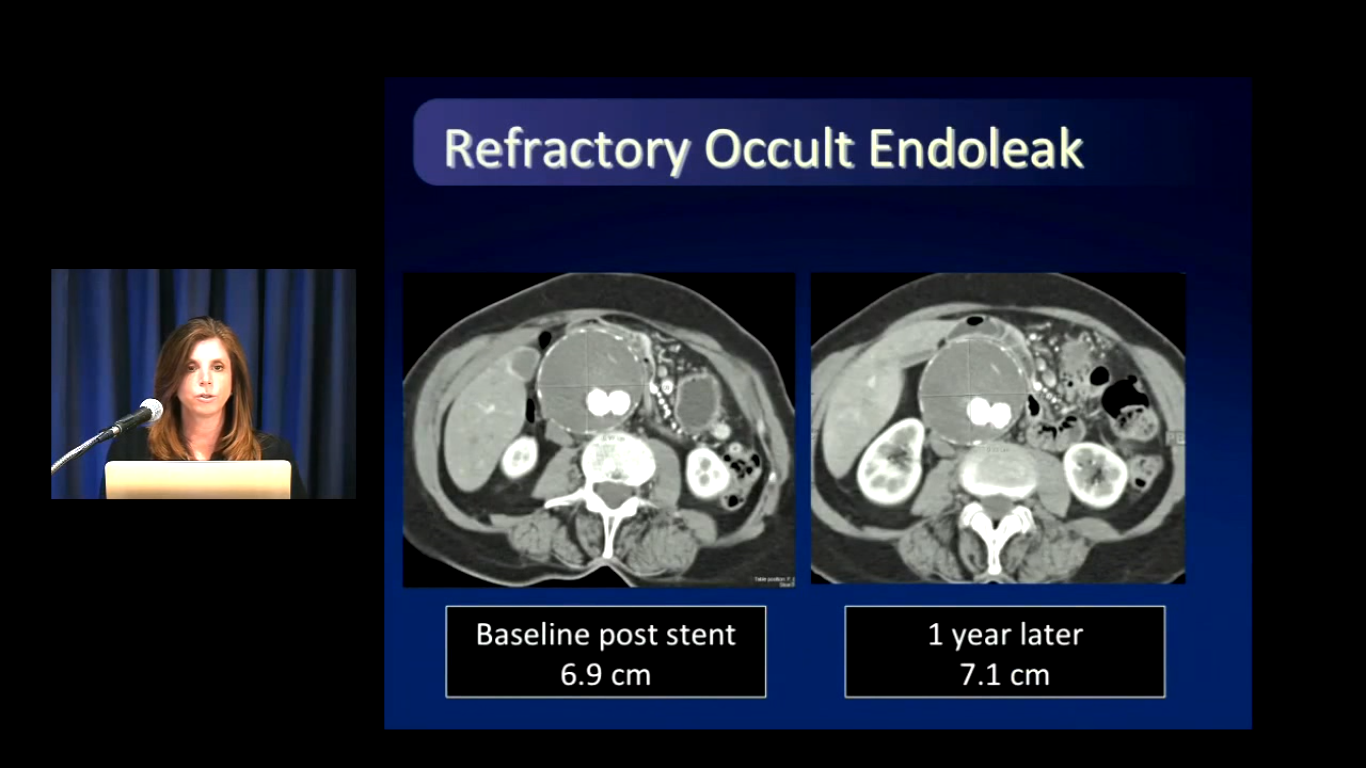 Refractory Occult Endoleak
Baseline post stent
6.9 cm
1 year later
7.1 cm